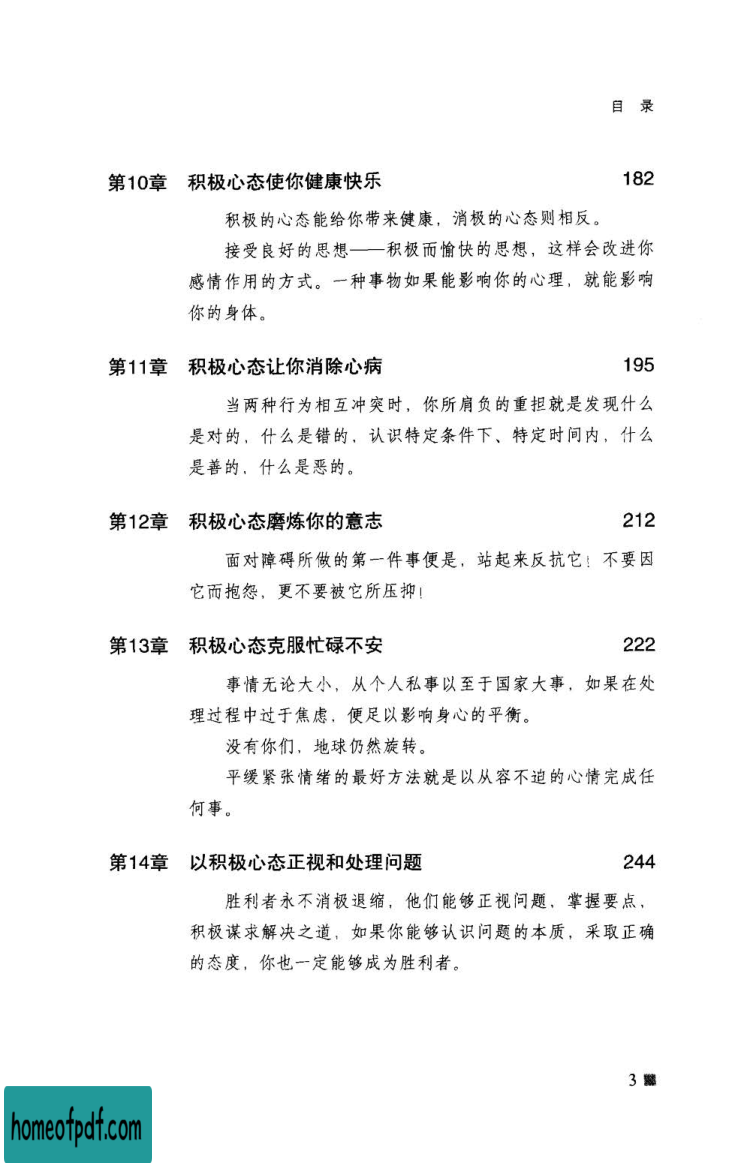 目 录
第10章 积极心态使你健康快乐 182
积极的心态能给你带来健康，消极的心态则相反。
接受良好的思想——积极而愉快的思想，这样会改进你
感情作用的方式。一种事物如果能影响你的心理，就能影响
你的身体。
第11章 积极心态让你消除心病 195
当两种行为相互冲突时，你所肩负的重担就是发现什么
是对的，什么是错的，认识特定条件下、特定时间内，什么
是善的，什么是恶的。
第12章 积极心态磨炼你的意志 212
面对障碍所做的第一件事便是，站起来反抗它！不要因
它而抱怨，更不要被它所压抑！
第13章 积极心态克服忙碌不安 222
事情无论大小，从个人私事以至于国家大事，如果在处
理过程中过于焦虑，便足以影响身心的平衡。
没有你们，地球仍然旋转。
平缓紧张情绪的最好方法就是以从容不迫的心情完成任
何事。
第14章 以积极心态正视和处理问题 244
胜利者永不消极退缩，他们能够正视问题，掌握要点，
积极谋求解决之道，如果你能够认识问题的本质，采取正确
的态度，你也一定能够成为胜利者。
3
homeofpdf.com